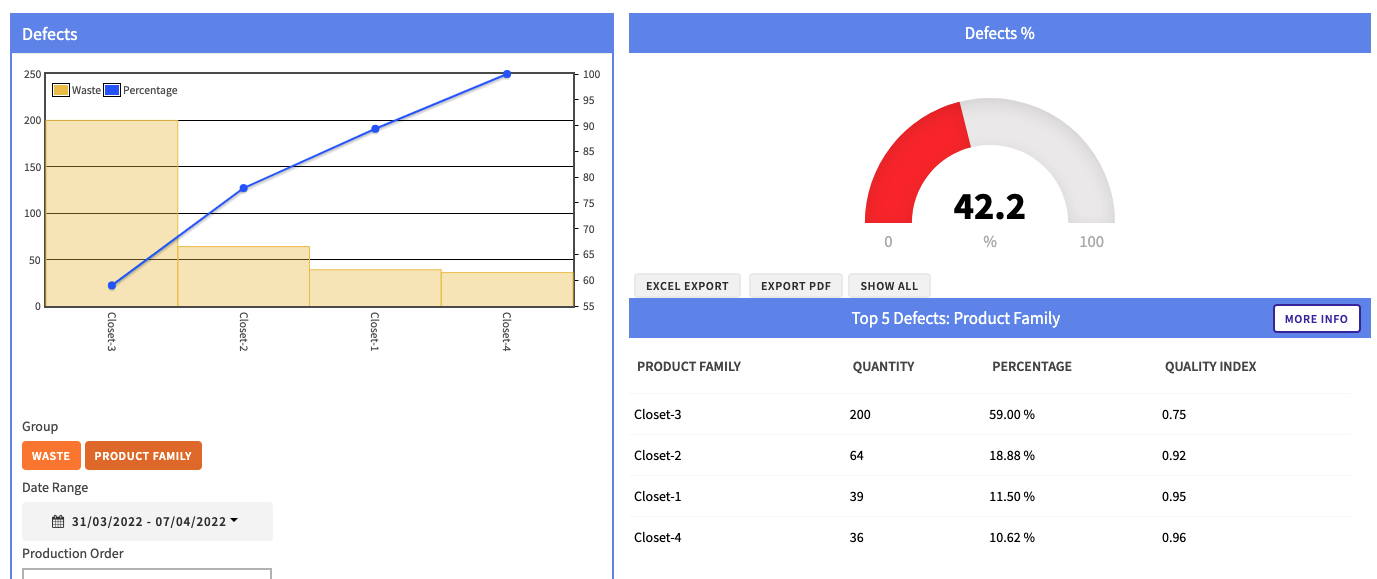 Defects
250
200
150
100
50
0
Waste Percentage
100
95
90
85
80
75
70
65
60
55
Closet-3
Closet-2
Closet-1
Closet-4
Group
WASTE PRODUCT FAMILY
Date Range
31/03/2022 - 07/04/2022
Production Order
Defects %
42.2
0 % 100
EXCEL EXPORT EXPORT PDF SHOW ALL
Top 5 Defects: Product Family MORE INFO
PRODUCT FAMILY QUANTITY PERCENTAGE QUALITY INDEX
Closet-3 200 59.00 % 0.75
Closet-2 64 18.88 % 0.92
Closet-1 39 11.50 % 0.95
Closet-4 36 10.62 % 0.96